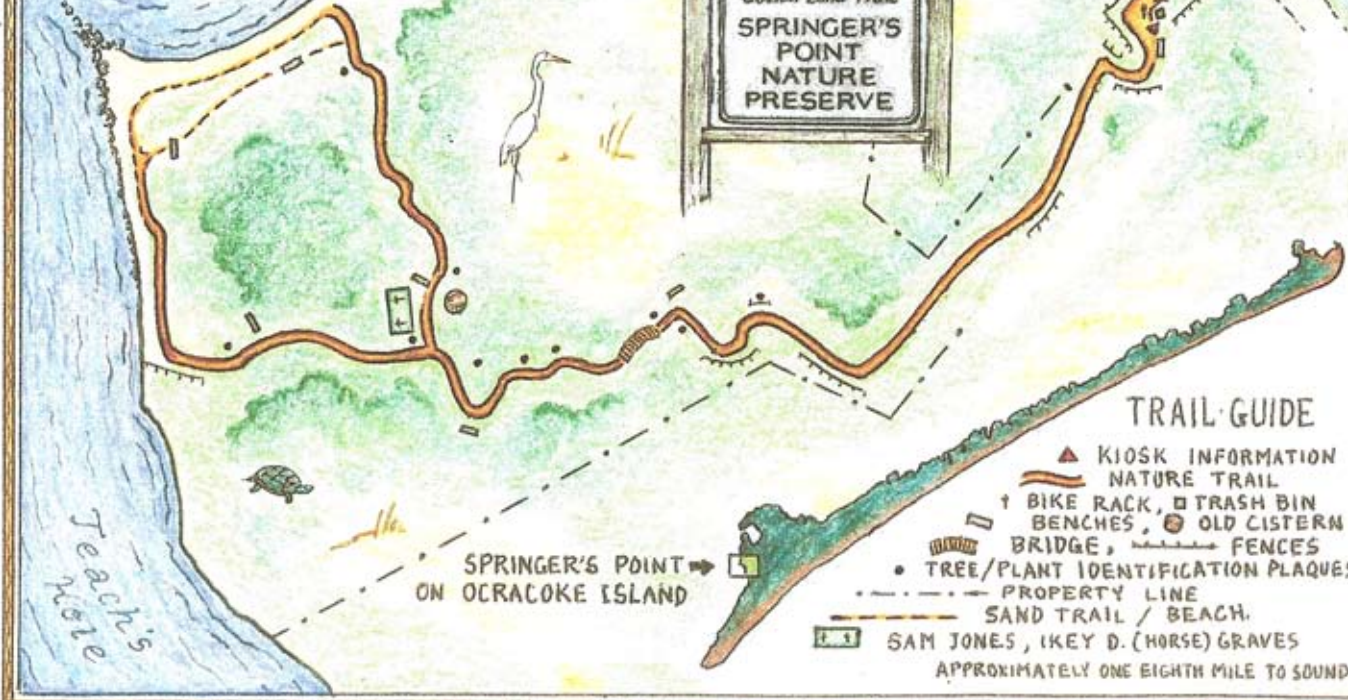 SPRINGER'S
POINT
NATURE
PRESERVE
TRAIL GUIDE
KIOSK INFORMATION
NATURE TRAIL
BIKE RACK, TRASH BIN
BENCHES, OLD CISTERN
BRIDGE, FENCES
TREE/PLANT IDENTIFICATION PLAQUES
PROPERTY LINE
SAND TRAIL / BEACH.
SAM JONES, IKEY D. (HORSE) GRAVES
APPROXIMATELY ONE EIGHTH MILE TO SOUND
SPRINGER'S POINT
ON OCRACOKE ISLAND
Teach's
Hole